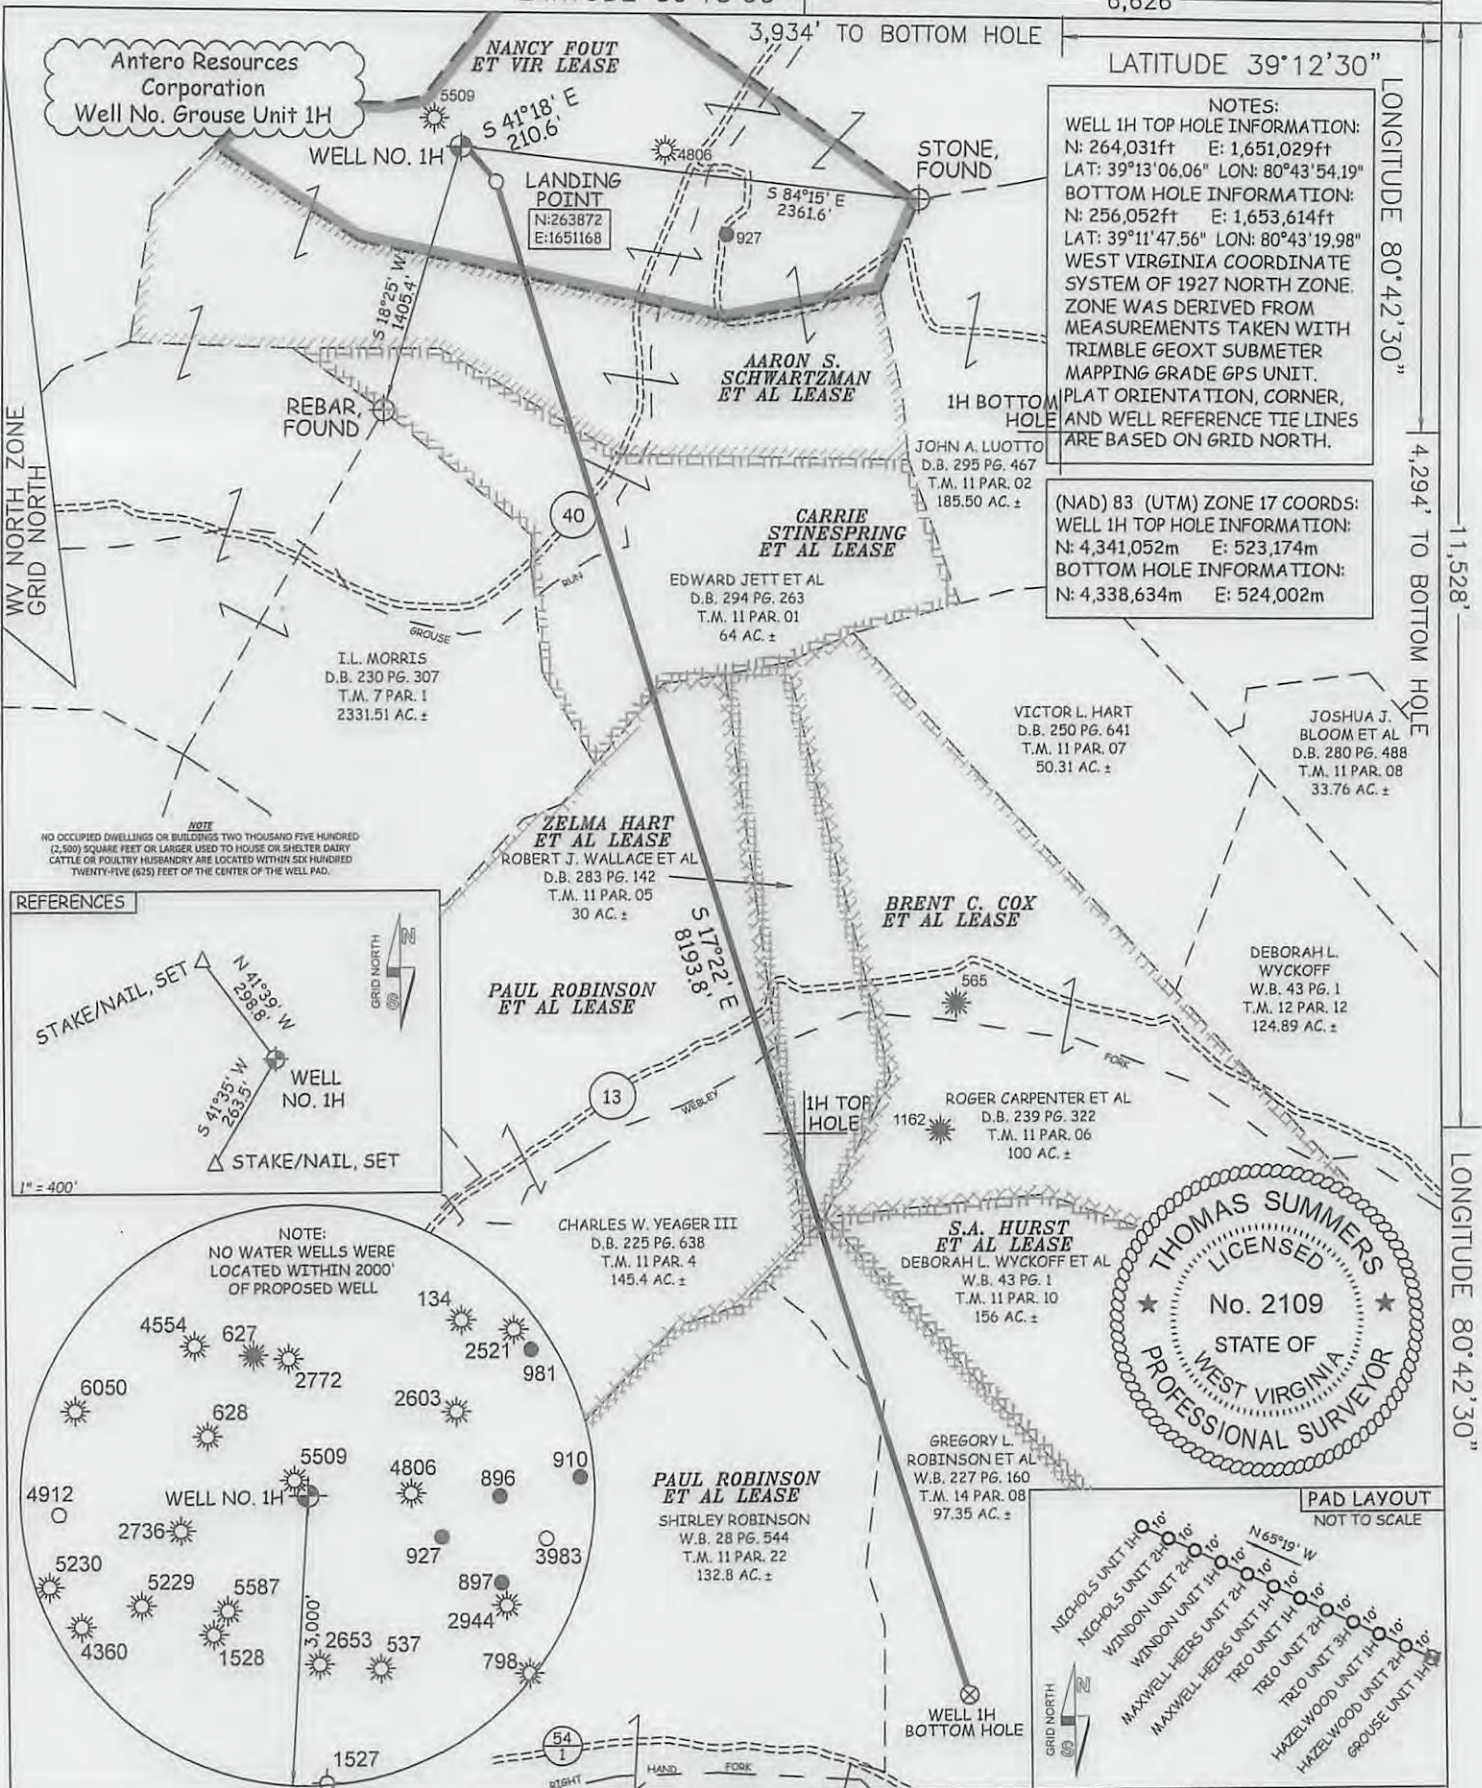 6,626'
3,934' TO BOTTOM HOLE
LATITUDE 39°12'30"
Antero Resources
Corporation
Well No. Grouse Unit 1H
NANCY FOUT
ET VIR LEASE
5509
S 41°18' E
210.6'
WELL NO. 1H
4806
STONE,
FOUND
LANDING
POINT
N:263872
E:1651168
S 84°15' E
2361.6'
927
S 18°25' W
1405.4'
NOTES:
WELL 1H TOP HOLE INFORMATION:
N: 264,031ft E: 1,651,029ft
LAT: 39°13'06.06" LON: 80°43'54.19"
BOTTOM HOLE INFORMATION:
N: 256,052ft E: 1,653,614ft
LAT: 39°11'47.56" LON: 80°43'19.98"
WEST VIRGINIA COORDINATE
SYSTEM OF 1927 NORTH ZONE.
ZONE WAS DERIVED FROM
MEASUREMENTS TAKEN WITH
TRIMBLE GEOXT SUBMETER
MAPPING GRADE GPS UNIT.
PLAT ORIENTATION, CORNER,
AND WELL REFERENCE TIE LINES
ARE BASED ON GRID NORTH.
LONGITUDE 80°42'30"
AARON S.
SCHWARTZMAN
ET AL LEASE
1H BOTTOM
HOLE
REBAR,
FOUND
JOHN A. LUOTTO
D.B. 295 PG. 467
T.M. 11 PAR. 02
185.50 AC. ±
WV NORTH ZONE
GRID NORTH
(NAD) 83 (UTM) ZONE 17 COORDS:
WELL 1H TOP HOLE INFORMATION:
N: 4,341,052m E: 523,174m
BOTTOM HOLE INFORMATION:
N: 4,338,634m E: 524,002m
4,294' TO BOTTOM HOLE
11,528'
40
CARRIE
STINESPRING
ET AL LEASE
EDWARD JETT ET AL
D.B. 294 PG. 263
T.M. 11 PAR. 01
64 AC. ±
GROUSE
RUN
I.L. MORRIS
D.B. 230 PG. 307
T.M. 7 PAR. 1
2331.51 AC. ±
VICTOR L. HART
D.B. 250 PG. 641
T.M. 11 PAR. 07
50.31 AC. ±
JOSHUA J.
BLOOM ET AL
D.B. 280 PG. 488
T.M. 11 PAR. 08
33.76 AC. ±
NOTE
NO OCCUPIED DWELLINGS OR BUILDINGS TWO THOUSAND FIVE HUNDRED
(2,500) SQUARE FEET OR LARGER USED TO HOUSE OR SHELTER DAIRY
CATTLE OR POULTRY HUSBANDRY ARE LOCATED WITHIN SIX HUNDRED
TWENTY-FIVE (625) FEET OF THE CENTER OF THE WELL PAD.
ZELMA HART
ET AL LEASE
ROBERT J. WALLACE ET AL
D.B. 283 PG. 142
T.M. 11 PAR. 05
30 AC. ±
S 17°22' E
8193.8'
BRENT C. COX
ET AL LEASE
REFERENCES
STAKE/NAIL, SET
N 41°39' W
298.8'
GRID NORTH
N
S
WELL
NO. 1H
S 41°35' W
263.5'
STAKE/NAIL, SET
1" = 400'
PAUL ROBINSON
ET AL LEASE
565
DEBORAH L.
WYCKOFF
W.B. 43 PG. 1
T.M. 12 PAR. 12
124.89 AC. ±
FORK
WEBLEY
13
1H TOP
HOLE
1162
ROGER CARPENTER ET AL
D.B. 239 PG. 322
T.M. 11 PAR. 06
100 AC. ±
LONGITUDE 80°42'30"
CHARLES W. YEAGER III
D.B. 225 PG. 638
T.M. 11 PAR. 4
145.4 AC. ±
S.A. HURST
ET AL LEASE
DEBORAH L. WYCKOFF ET AL
W.B. 43 PG. 1
T.M. 11 PAR. 10
156 AC. ±
THOMAS SUMMERS
LICENSED
No. 2109
STATE OF
WEST VIRGINIA
PROFESSIONAL SURVEYOR
NOTE:
NO WATER WELLS WERE
LOCATED WITHIN 2000'
OF PROPOSED WELL
134
4554
627
2521
981
2772
6050
628
2603
5509
4806
896
910
4912
WELL NO. 1H
2736
927
3983
5230
5229
5587
897
2944
4360
1528
3,000'
2653
537
798
1527
GREGORY L.
ROBINSON ET AL
W.B. 227 PG. 160
T.M. 14 PAR. 08
97.35 AC. ±
PAUL ROBINSON
ET AL LEASE
SHIRLEY ROBINSON
W.B. 28 PG. 544
T.M. 11 PAR. 22
132.8 AC. ±
WELL 1H
BOTTOM HOLE
54
1
RIGHT HAND FORK
PAD LAYOUT
NOT TO SCALE
N 65°19' W
NICHOLS UNIT 1H 10'
NICHOLS UNIT 2H 10'
WINDON UNIT 2H 10'
WINDON UNIT 1H 10'
MAXWELL HEIRS UNIT 2H 10'
MAXWELL HEIRS UNIT 1H 10'
TRIO UNIT 1H 10'
TRIO UNIT 2H 10'
TRIO UNIT 3H 10'
HAZELWOOD UNIT 1H 10'
HAZELWOOD UNIT 2H 10'
GROUSE UNIT 1H
GRID NORTH
N
S